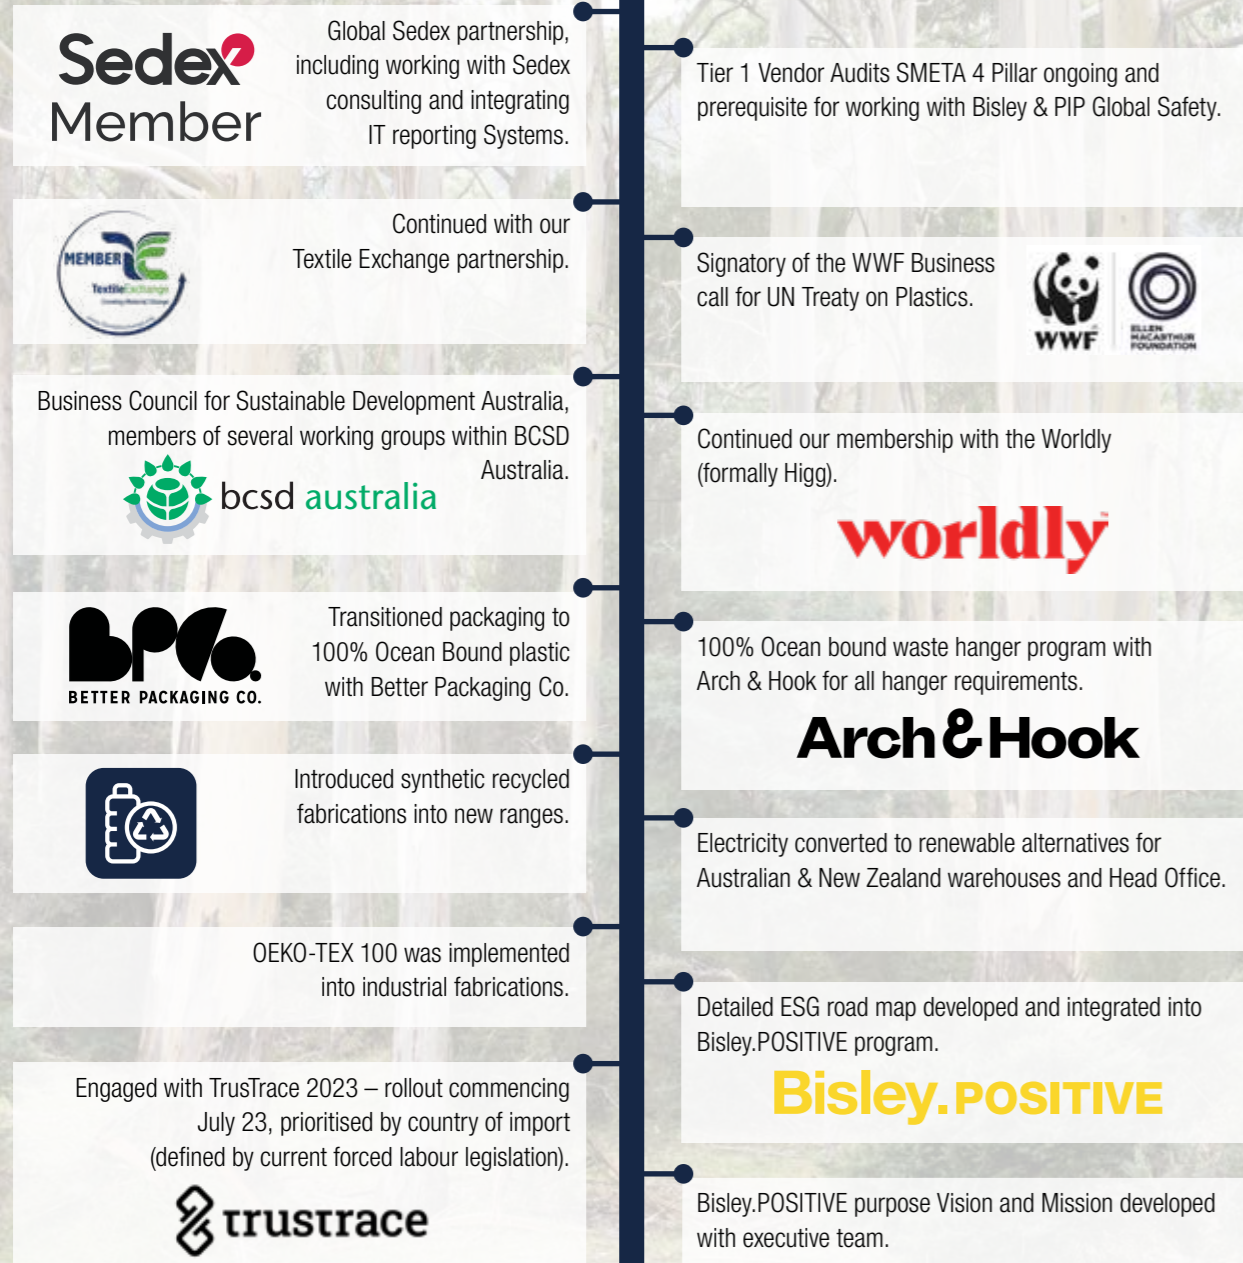 Sedex
Member
Global Sedex partnership,
including working with Sedex
consulting and integrating
IT reporting Systems.
Tier 1 Vendor Audits SMETA 4 Pillar ongoing and
prerequisite for working with Bisley & PIP Global Safety.
MEMBER
TextileExchange
Continued with our
Textile Exchange partnership.
Signatory of the WWF Business
call for UN Treaty on Plastics.
WWF
ELLEN
MACARTHUR
FOUNDATION
Business Council for Sustainable Development Australia,
members of several working groups within BCSD
Australia.
bcsd australia
Continued our membership with the Worldly
(formally Higg).
worldly
BPCo.
BETTER PACKAGING CO.
Transitioned packaging to
100% Ocean Bound plastic
with Better Packaging Co.
100% Ocean bound waste hanger program with
Arch & Hook for all hanger requirements.
Arch & Hook
Introduced synthetic recycled
fabrications into new ranges.
Electricity converted to renewable alternatives for
Australian & New Zealand warehouses and Head Office.
OEKO-TEX 100 was implemented
into industrial fabrications.
Detailed ESG road map developed and integrated into
Bisley.POSITIVE program.
Bisley.POSITIVE
Engaged with TrusTrace 2023 – rollout commencing
July 23, prioritised by country of import
(defined by current forced labour legislation).
trustrace
Bisley.POSITIVE purpose Vision and Mission developed
with executive team.